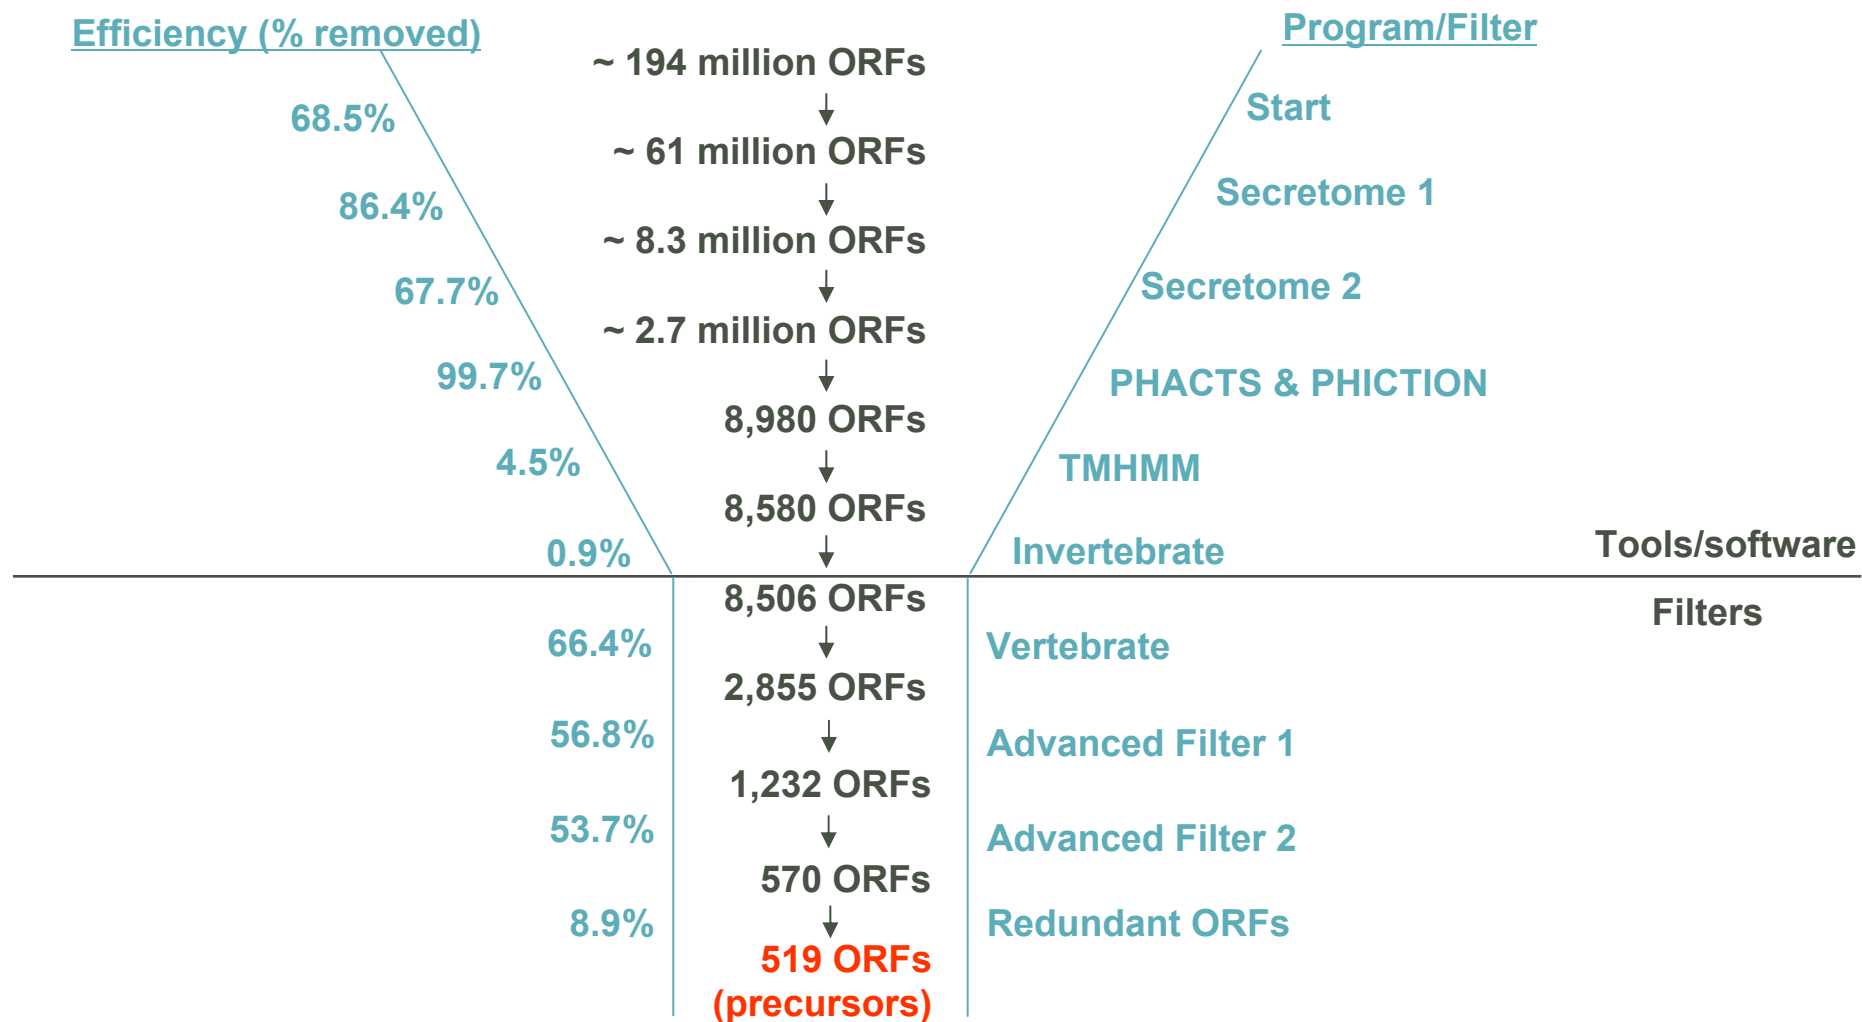 Efficiency (% removed)
Program/Filter
~ 194 million ORFs
68.5%
Start
~ 61 million ORFs
86.4%
Secretome 1
~ 8.3 million ORFs
67.7%
Secretome 2
~ 2.7 million ORFs
99.7%
PHACTS & PHICTION
8,980 ORFs
4.5%
TMHMM
8,580 ORFs
0.9%
Invertebrate
Tools/software
8,506 ORFs
Filters
66.4%
Vertebrate
2,855 ORFs
56.8%
Advanced Filter 1
1,232 ORFs
53.7%
Advanced Filter 2
570 ORFs
8.9%
Redundant ORFs
519 ORFs
(precursors)